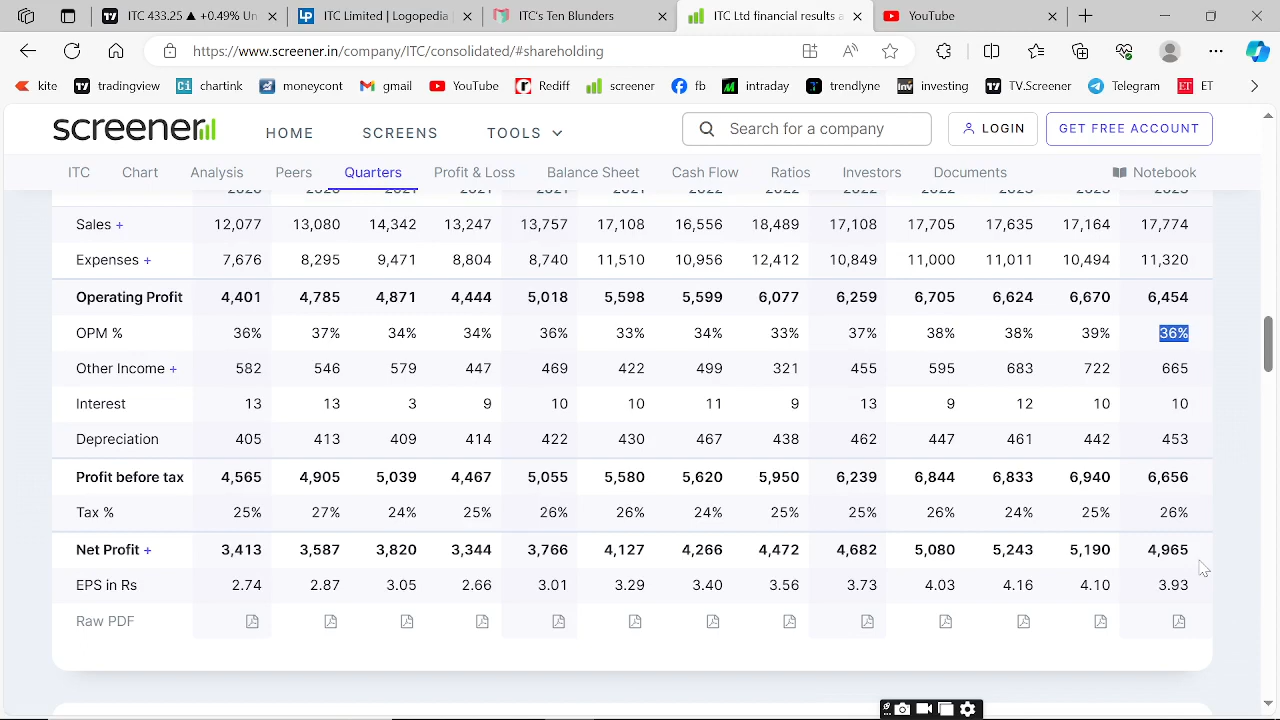 ITC 433.25 ▲ +0.49% 3K
ITC Ltd - Google Driv
ITC Blunders
ITC Ltd results a
YouTube
https://www.screener.in/company/ITC/consolidated/#shareholding
kite tradingview chartink moneycont gmail YouTube Rediff screener fb intraday trendlyne investing TV.Screener Telegram ET
screener HOME SCREENS TOOLS Search for a company LOGIN GET FREE ACCOUNT
ITC Chart Analysis Peers Quarters Profit & Loss Balance Sheet Cash Flow Ratios Investors Documents Notebook
Sales + 12,077 13,080 14,342 13,247 13,757 17,108 16,556 18,489 17,108 17,705 17,635 17,164 17,774
Expenses + 7,676 8,295 9,471 8,804 8,740 11,510 10,956 12,412 10,849 11,000 11,011 10,494 11,320
Operating Profit 4,401 4,785 4,871 4,444 5,018 5,598 5,599 6,077 6,259 6,705 6,624 6,670 6,454
OPM % 36% 37% 34% 34% 36% 33% 34% 33% 37% 38% 38% 39% 36%
Other Income + 582 546 579 447 469 422 499 321 455 595 683 722 665
Interest 13 13 3 9 10 10 11 9 13 9 12 10 10
Depreciation 405 413 409 414 422 430 467 438 462 447 461 442 453
Profit before tax 4,565 4,905 5,039 4,467 5,055 5,580 5,620 5,950 6,239 6,844 6,833 6,940 6,656
Tax % 25% 27% 24% 25% 26% 26% 24% 25% 25% 26% 24% 25% 26%
Net Profit + 3,413 3,587 3,820 3,344 3,766 4,127 4,266 4,472 4,682 5,080 5,243 5,190 4,965
EPS in Rs 2.74 2.87 3.05 2.66 3.01 3.29 3.40 3.56 3.73 4.03 4.16 4.10 3.93
Raw PDF